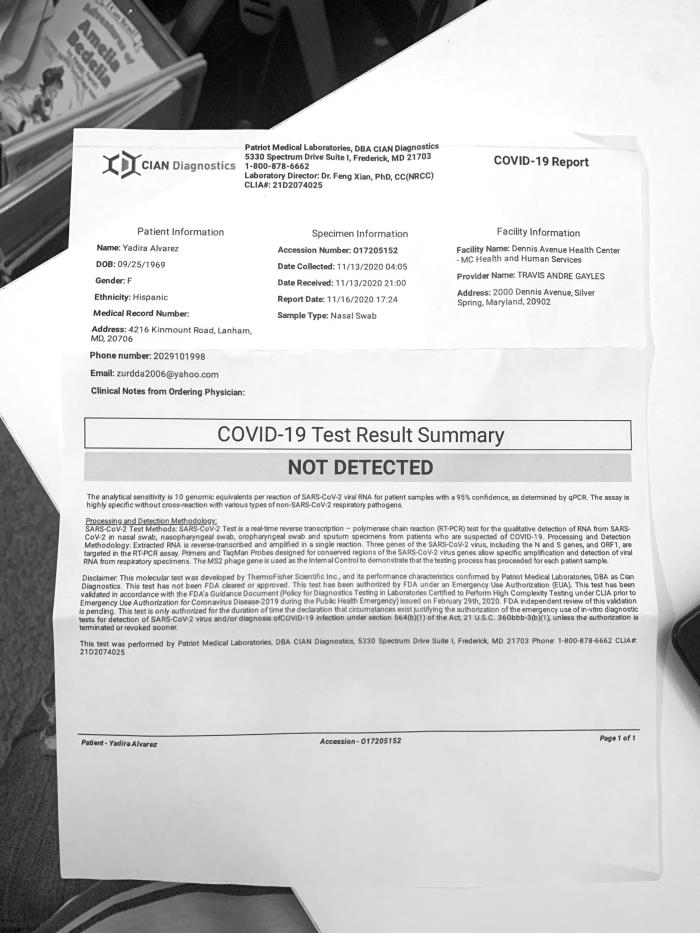 Adventures of
Amelia
Bedelia
CIAN Diagnostics
Patriot Medical Laboratories, DBA CIAN Diagnostics
5330 Spectrum Drive Suite I, Frederick, MD 21703
1-800-878-6662
Laboratory Director: Dr. Feng Xian, PhD, CC(NRCC)
CLIA#: 21D2074025
COVID-19 Report
Patient Information
Name: Yadira Alvarez
DOB: 09/25/1969
Gender: F
Ethnicity: Hispanic
Medical Record Number:
Address: 4216 Kinmount Road, Lanham,
MD, 20706
Phone number: 2029101998
Email: zurdda2006@yahoo.com
Clinical Notes from Ordering Physician:
Specimen Information
Accession Number: 017205152
Date Collected: 11/13/2020 04:05
Date Received: 11/13/2020 21:00
Report Date: 11/16/2020 17:24
Sample Type: Nasal Swab
Facility Information
Facility Name: Dennis Avenue Health Center
- MC Health and Human Services
Provider Name: TRAVIS ANDRE GAYLES
Address: 2000 Dennis Avenue, Silver
Spring, Maryland, 20902
COVID-19 Test Result Summary
NOT DETECTED
The analytical sensitivity is 10 genomic equivalents per reaction of SARS-CoV-2 viral RNA for patient samples with a 95% confidence, as determined by qPCR. The assay is
highly specific without cross-reaction with various types of non-SARS-CoV-2 respiratory pathogens.
Processing and Detection Methodology:
SARS-CoV-2 Test Methods: SARS-CoV-2 Test is a real-time reverse transcription – polymerase chain reaction (RT-PCR) test for the qualitative detection of RNA from SARS-
CoV-2 in nasal swab, nasopharyngeal swab, oropharyngeal swab and sputum specimens from patients who are suspected of COVID-19. Processing and Detection
Methodology: Extracted RNA is reverse-transcribed and amplified in a single reaction. Three genes of the SARS-CoV-2 virus, including the N and S genes, and ORF1, are
targeted in the RT-PCR assay. Primers and TaqMan Probes designed for conserved regions of the SARS-CoV-2 virus genes allow specific amplification and detection of viral
RNA from respiratory specimens. The MS2 phage gene is used as the Internal Control to demonstrate that the testing process has proceeded for each patient sample.
Disclaimer: This molecular test was developed by ThermoFisher Scientific Inc., and its performance characteristics confirmed by Patriot Medical Laboratories, DBA as Cian
Diagnostics. This test has not been FDA cleared or approved. This test has been authorized by FDA under an Emergency Use Authorization (EUA). This test has been
validated in accordance with the FDA's Guidance Document (Policy for Diagnostics Testing in Laboratories Certified to Perform High Complexity Testing under CLIA prior to
Emergency Use Authorization for Coronavirus Disease-2019 during the Public Health Emergency) issued on February 29th, 2020. FDA independent review of this validation
is pending. This test is only authorized for the duration of time the declaration that circumstances exist justifying the authorization of the emergency use of in-vitro diagnostic
tests for detection of SARS-CoV-2 virus and/or diagnosis ofCOVID-19 infection under section 564(b)(1) of the Act, 21 U.S.C. 360bbb-3(b)(1), unless the authorization is
terminated or revoked sooner.
This test was performed by Patriot Medical Laboratories, DBA CIAN Diagnostics, 5330 Spectrum Drive Suite I, Frederick, MD 21703 Phone: 1-800-878-6662 CLIA#:
21D2074025
Patient - Yadira Alvarez
Accession - 017205152
Page 1 of 1